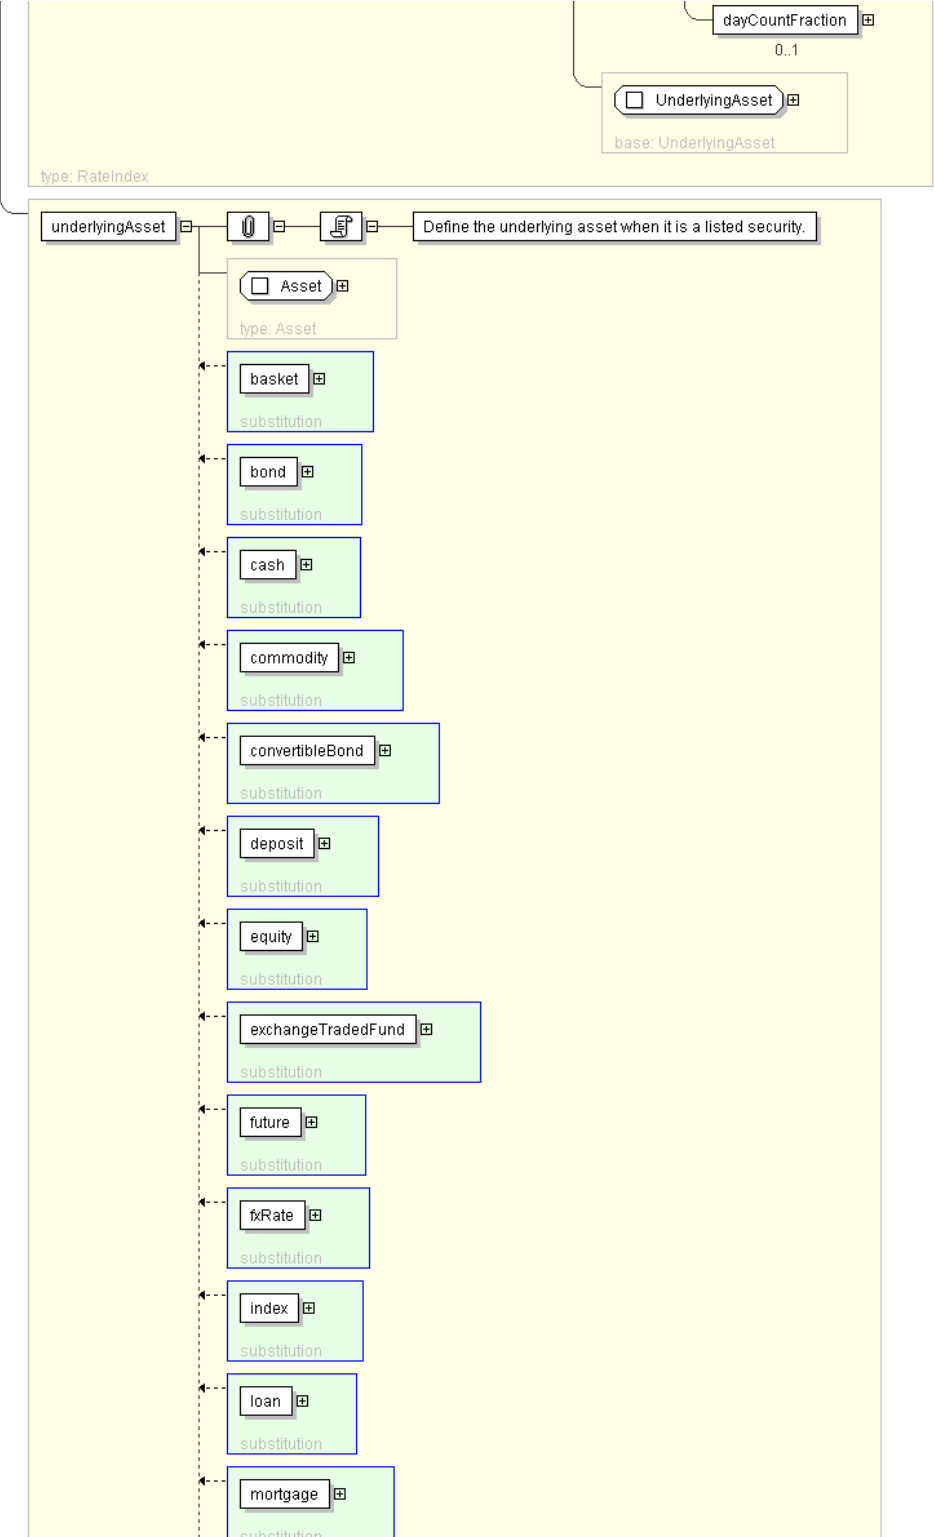 dayCountFraction
0..1
UnderlyingAsset
base: UnderlyingAsset
type: RateIndex
underlyingAsset
Define the underlying asset when it is a listed security.
Asset
type: Asset
basket
substitution
bond
substitution
cash
substitution
commodity
substitution
convertibleBond
substitution
deposit
substitution
equity
substitution
exchangeTradedFund
substitution
future
substitution
fxRate
substitution
index
substitution
loan
substitution
mortgage
substitution